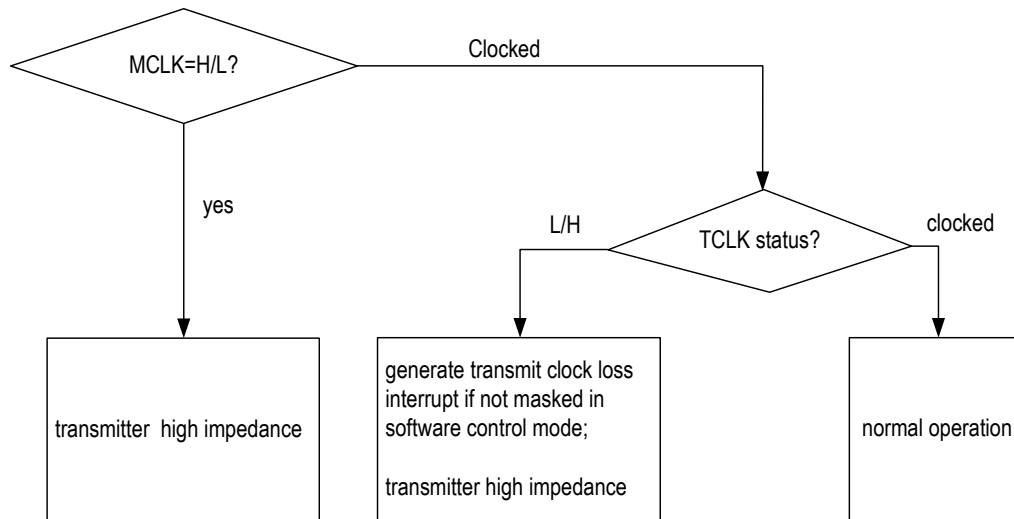 MCLK=H/L?
Clocked
yes
L/H
TCLK status?
clocked
transmitter high impedance
generate transmit clock loss
interrupt if not masked in
software control mode;
transmitter high impedance
normal operation